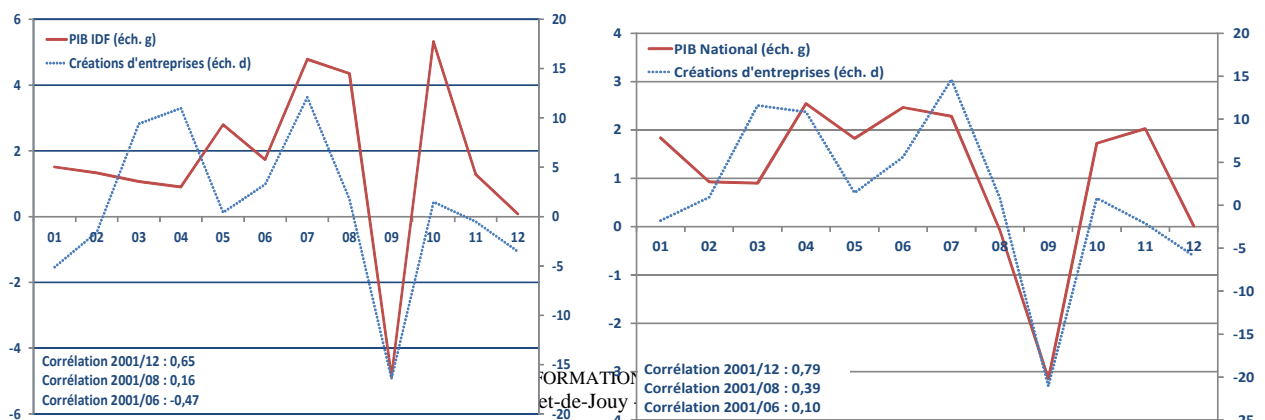 6
4
2
0
-2
-4
-6
PIB IDF (éch. g)
Créations d'entreprises (éch. d)
01 02 03 04 05 06 07 08 09 10 11 12
20
15
10
5
0
-5
-10
-15
-20
Corrélation 2001/12 : 0,65
Corrélation 2001/08 : 0,16
Corrélation 2001/06 : -0,47
FORMATION
et-de-Jouy -
4
3
2
1
0
-1
-2
-3
-4
PIB National (éch. g)
Créations d'entreprises (éch. d)
01 02 03 04 05 06 07 08 09 10 11 12
20
15
10
5
0
-5
-10
-15
-20
-25
Corrélation 2001/12 : 0,79
Corrélation 2001/08 : 0,39
Corrélation 2001/06 : 0,10